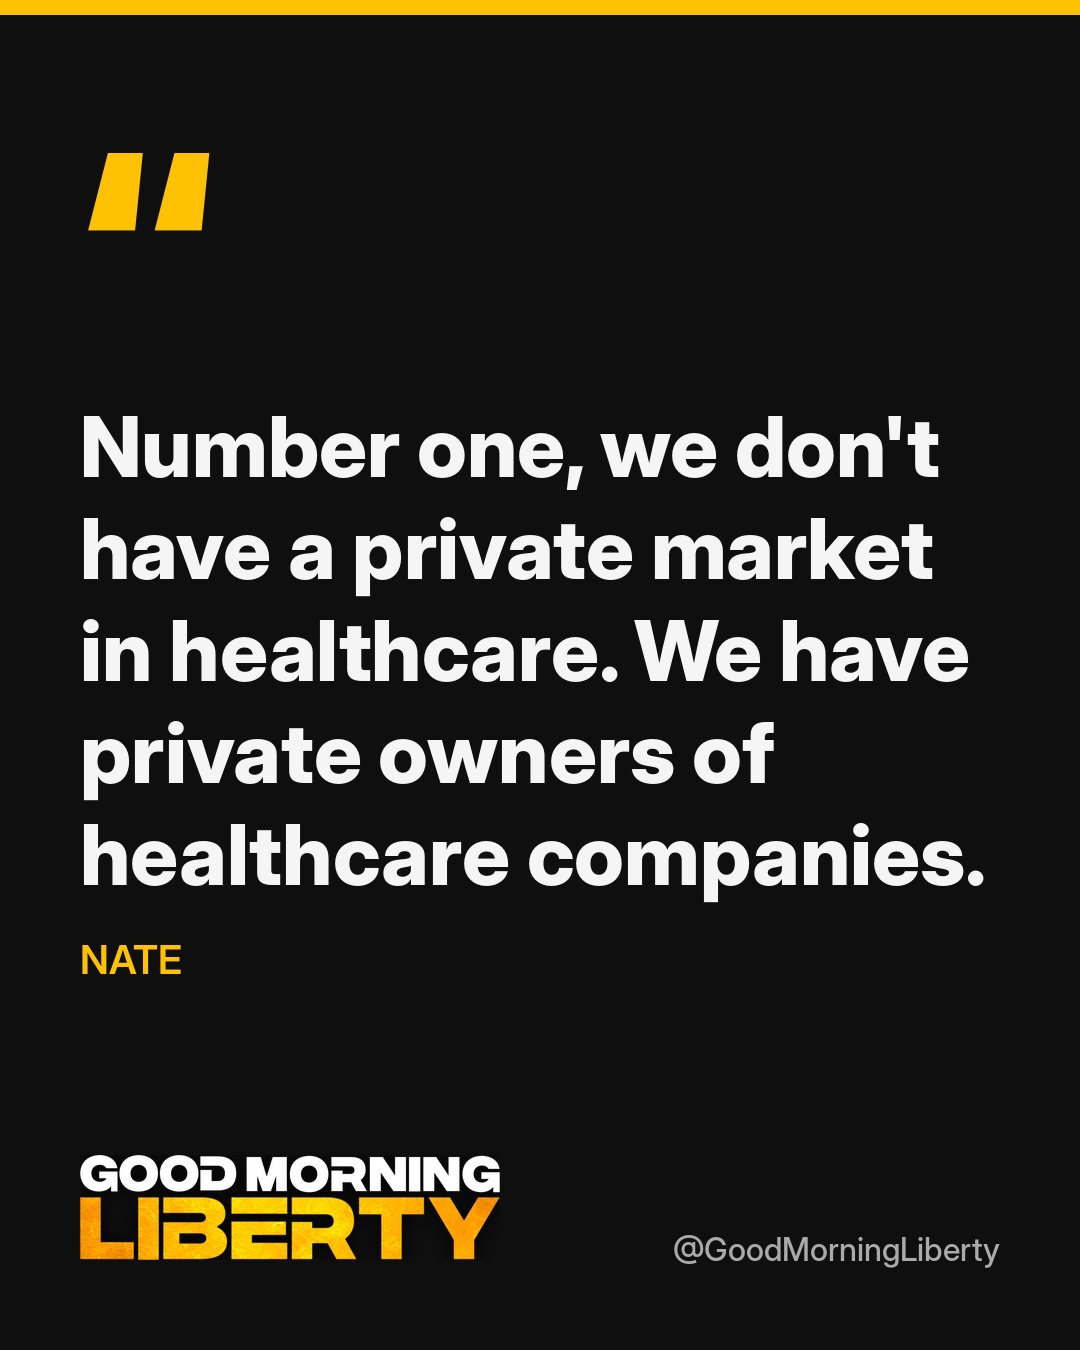 "
Number one, we don't
have a private market
in healthcare. We have
private owners of
healthcare companies.
NATE
GOOD MORNING
LIBERTY
@GoodMorningLiberty